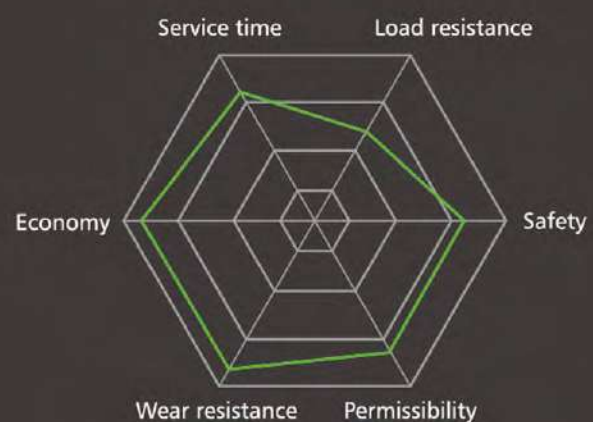 Service time
Load resistance
Economy
Safety
Wear resistance
Permissibility